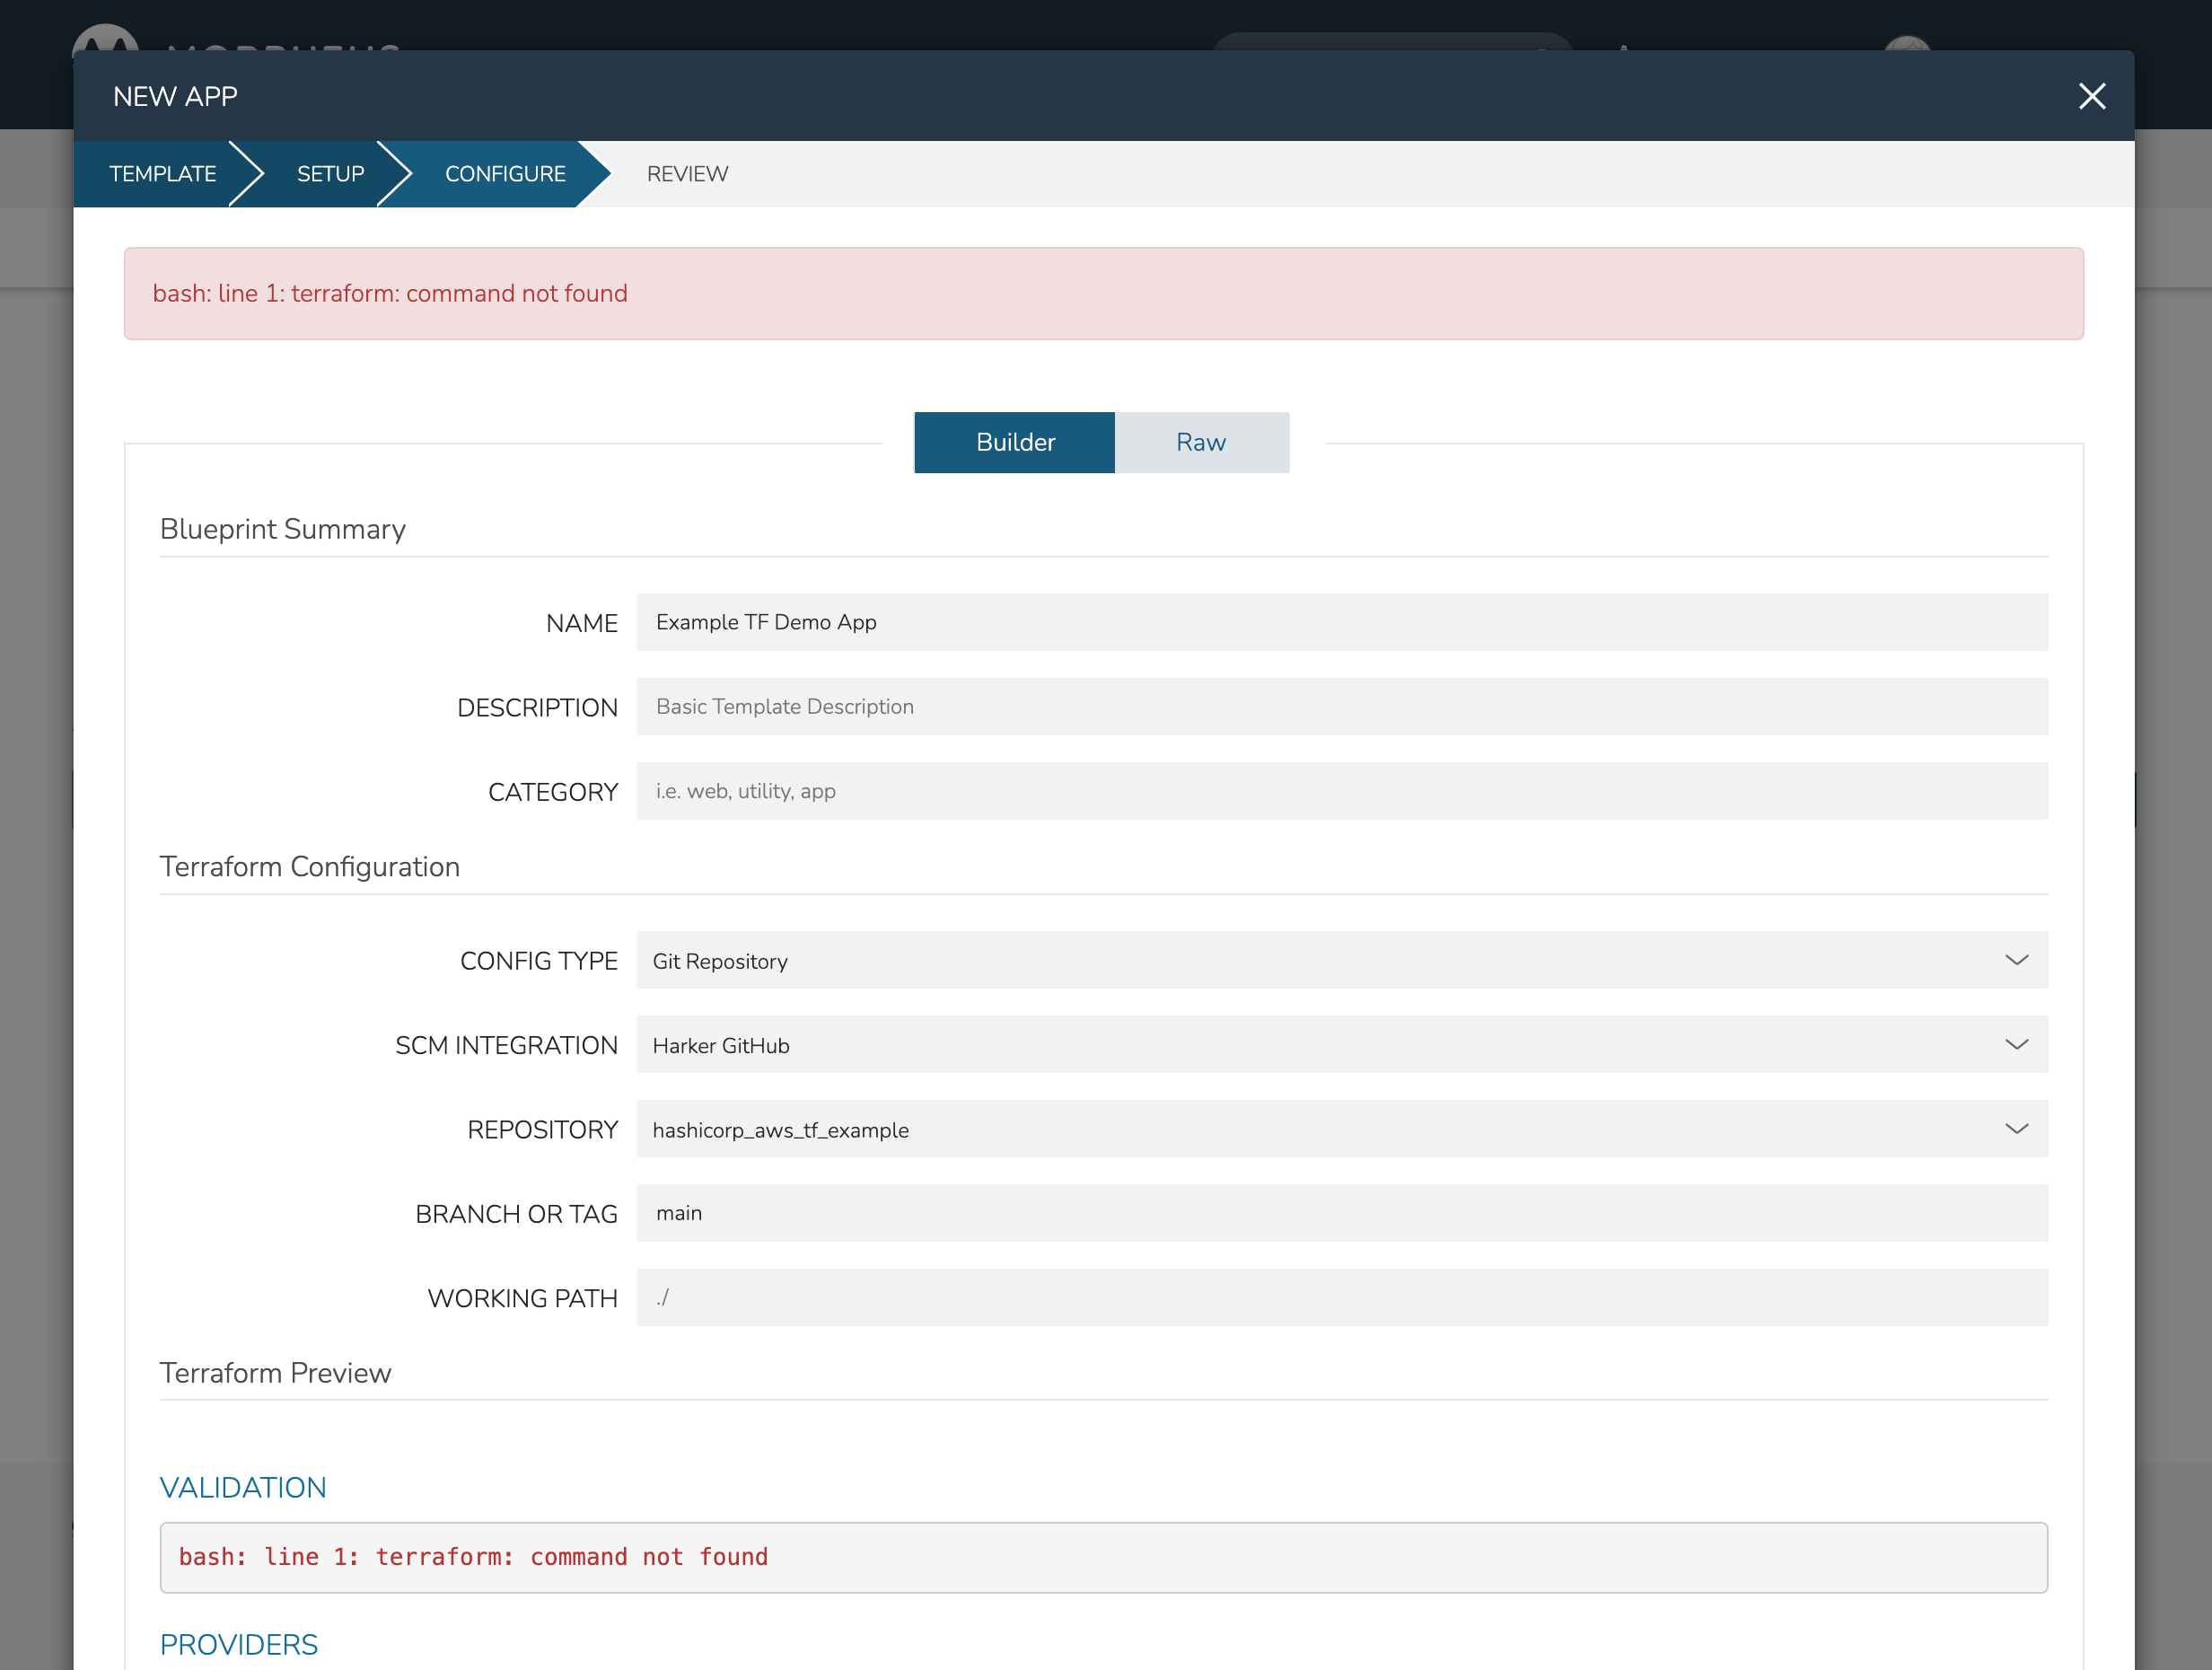 NEW APP
TEMPLATE SETUP CONFIGURE REVIEW
bash: line 1: terraform: command not found
Builder Raw
Blueprint Summary
NAME Example TF Demo App
DESCRIPTION Basic Template Description
CATEGORY i.e. web, utility, app
Terraform Configuration
CONFIG TYPE Git Repository
SCM INTEGRATION Harker GitHub
REPOSITORY hashicorp_aws_tf_example
BRANCH OR TAG main
WORKING PATH ./
Terraform Preview
VALIDATION
bash: line 1: terraform: command not found
PROVIDERS